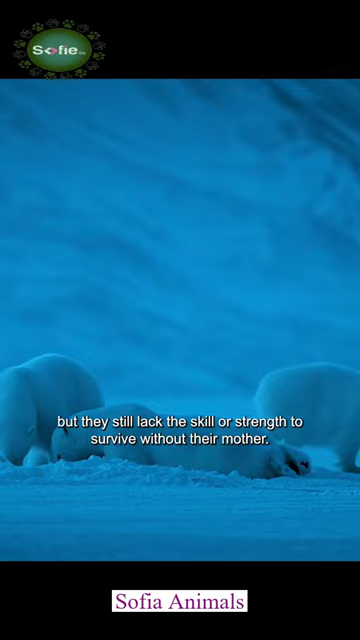 Sofie
but they still lack the skill or strength to
survive without their mother.
Sofia Animals